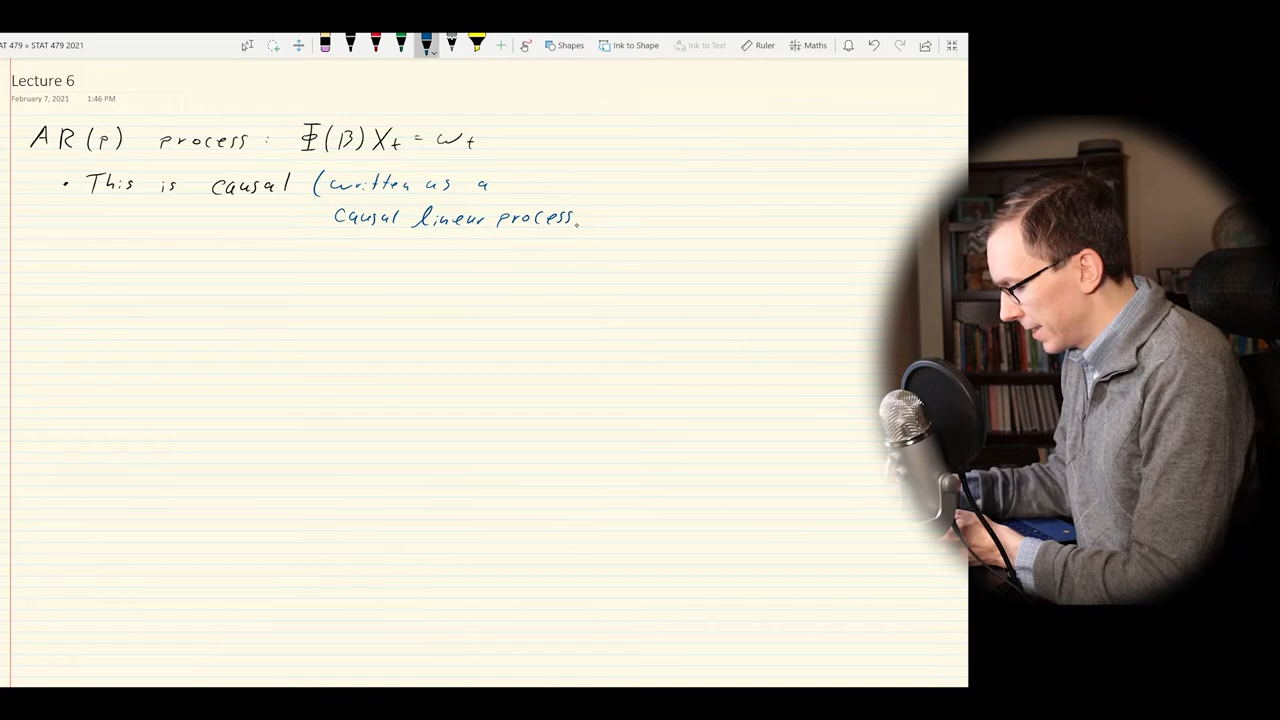 AT 479 » STAT 479 2021
Shapes
Ink to Shape
Ink to Text
Ruler
Maths
Lecture 6
February 7, 2021 1:46 PM
AR(p) process: Φ(B)Xₜ = ωₜ
• This is causal (written as a
causal linear process